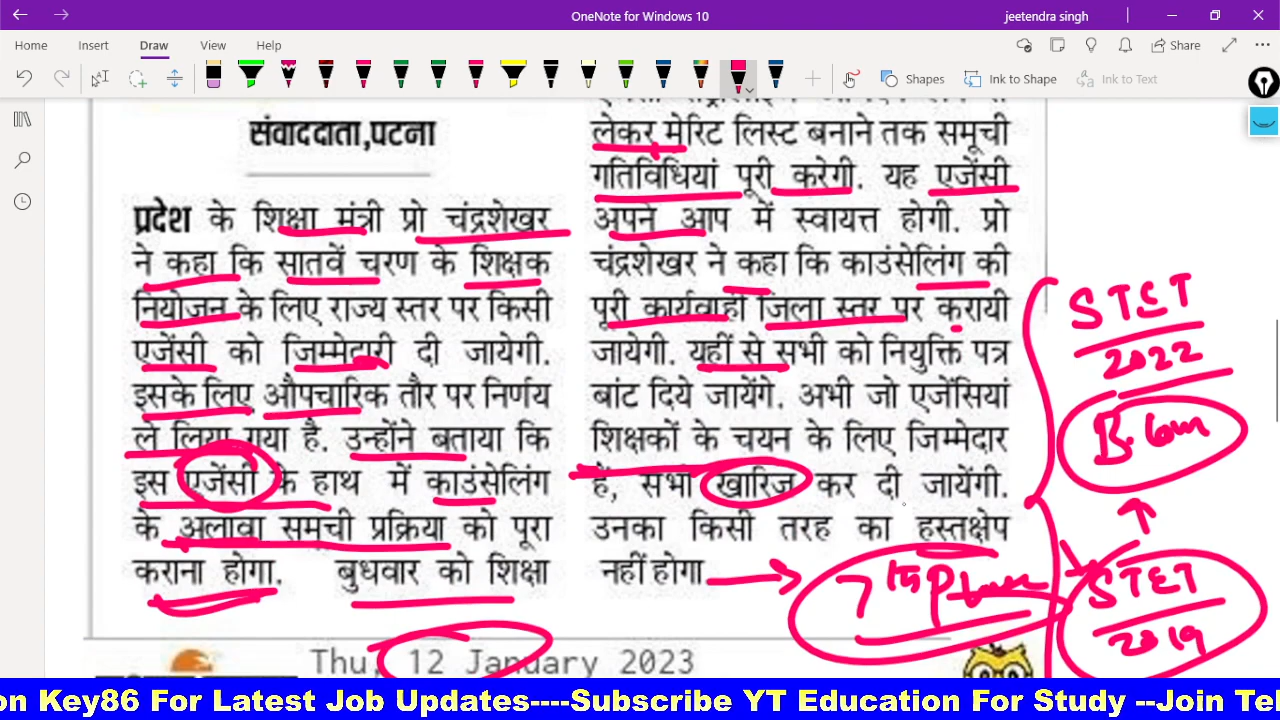 OneNote for Windows 10
jeetendra singh
Home Insert Draw View Help
Share
Shapes Ink to Shape Ink to Text
संवाददाता,पटना
प्रदेश के शिक्षा मंत्री प्रो चंद्रशेखर
ने कहा कि सातवें चरण के शिक्षक
नियोजन के लिए राज्य स्तर पर किसी
एजेंसी को जिम्मेदारी दी जायेगी.
इसके लिए औपचारिक तौर पर निर्णय
ले लिया गया है. उन्होंने बताया कि
इस एजेंसी के हाथ में काउंसेलिंग
के अलावा समूची प्रक्रिया को पूरा
कराना होगा. बुधवार को शिक्षा
लेकर मेरिट लिस्ट बनाने तक समूची
गतिविधियां पूरी करेगी. यह एजेंसी
अपने आप में स्वायत्त होगी. प्रो
चंद्रशेखर ने कहा कि काउंसेलिंग की
पूरी कार्यवाही जिला स्तर पर करायी
जायेगी. यहीं से सभी को नियुक्ति पत्र
बांट दिये जायेंगे. अभी जो एजेंसियां
शिक्षकों के चयन के लिए जिम्मेदार
हैं, सभी खारिज कर दी जायेंगी.
उनका किसी तरह का हस्तक्षेप
नहीं होगा
STET
2022
STET
2019
7th
Thu, 12 January 2023
on Key86 For Latest Job Updates----Subscribe YT Education For Study --Join Te